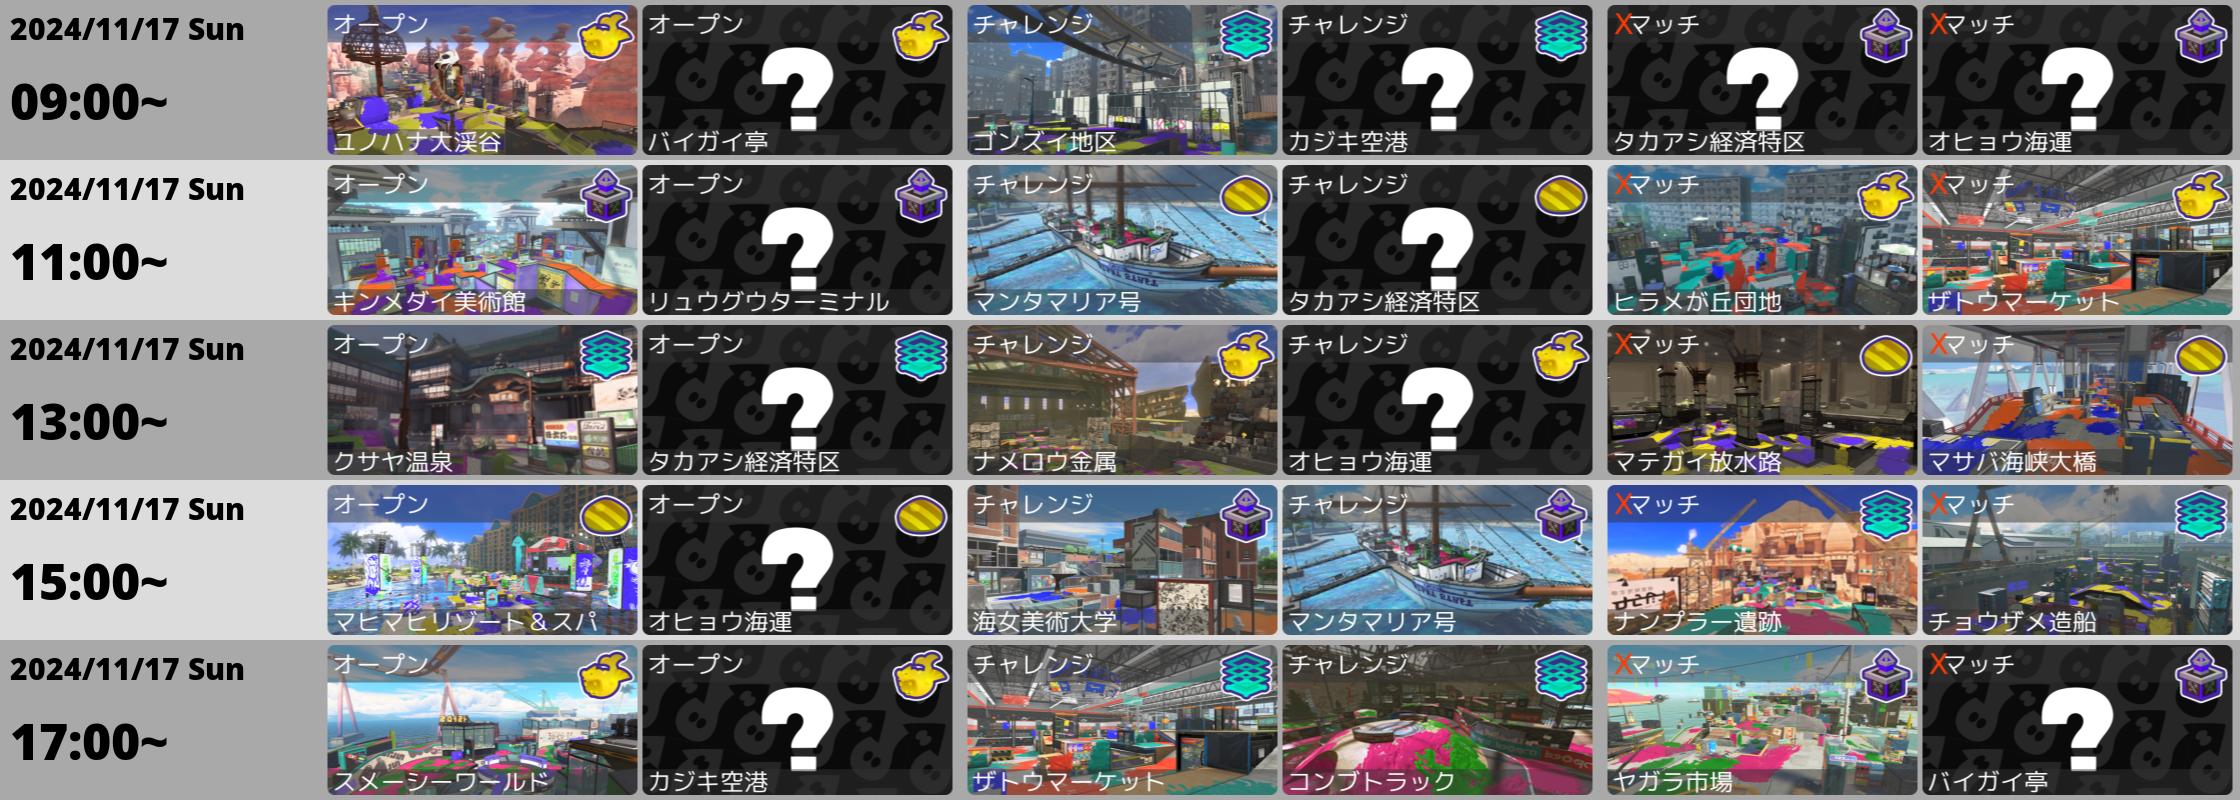 2024/11/17 Sun
09:00~
オープン
ユノハナ大渓谷
オープン
?
バイガイ亭
チャレンジ
ゴンズイ地区
チャレンジ
?
カジキ空港
Xマッチ
?
タカアシ経済特区
Xマッチ
?
オヒョウ海運
2024/11/17 Sun
11:00~
オープン
キンメダイ美術館
オープン
?
リュウグウターミナル
チャレンジ
マンタマリア号
チャレンジ
?
タカアシ経済特区
Xマッチ
ヒラメが丘団地
Xマッチ
ザトウマーケット
2024/11/17 Sun
13:00~
オープン
クサヤ温泉
オープン
?
タカアシ経済特区
チャレンジ
ナメロウ金属
チャレンジ
?
オヒョウ海運
Xマッチ
マテガイ放水路
Xマッチ
マサバ海峡大橋
2024/11/17 Sun
15:00~
オープン
マヒマヒリゾート&スパ
オープン
?
オヒョウ海運
チャレンジ
海女美術大学
チャレンジ
マンタマリア号
Xマッチ
ナンプラー遺跡
Xマッチ
チョウザメ造船
2024/11/17 Sun
17:00~
オープン
スメーシーワールド
オープン
?
カジキ空港
チャレンジ
ザトウマーケット
チャレンジ
コンブトラック
Xマッチ
ヤガラ市場
Xマッチ
?
バイガイ亭